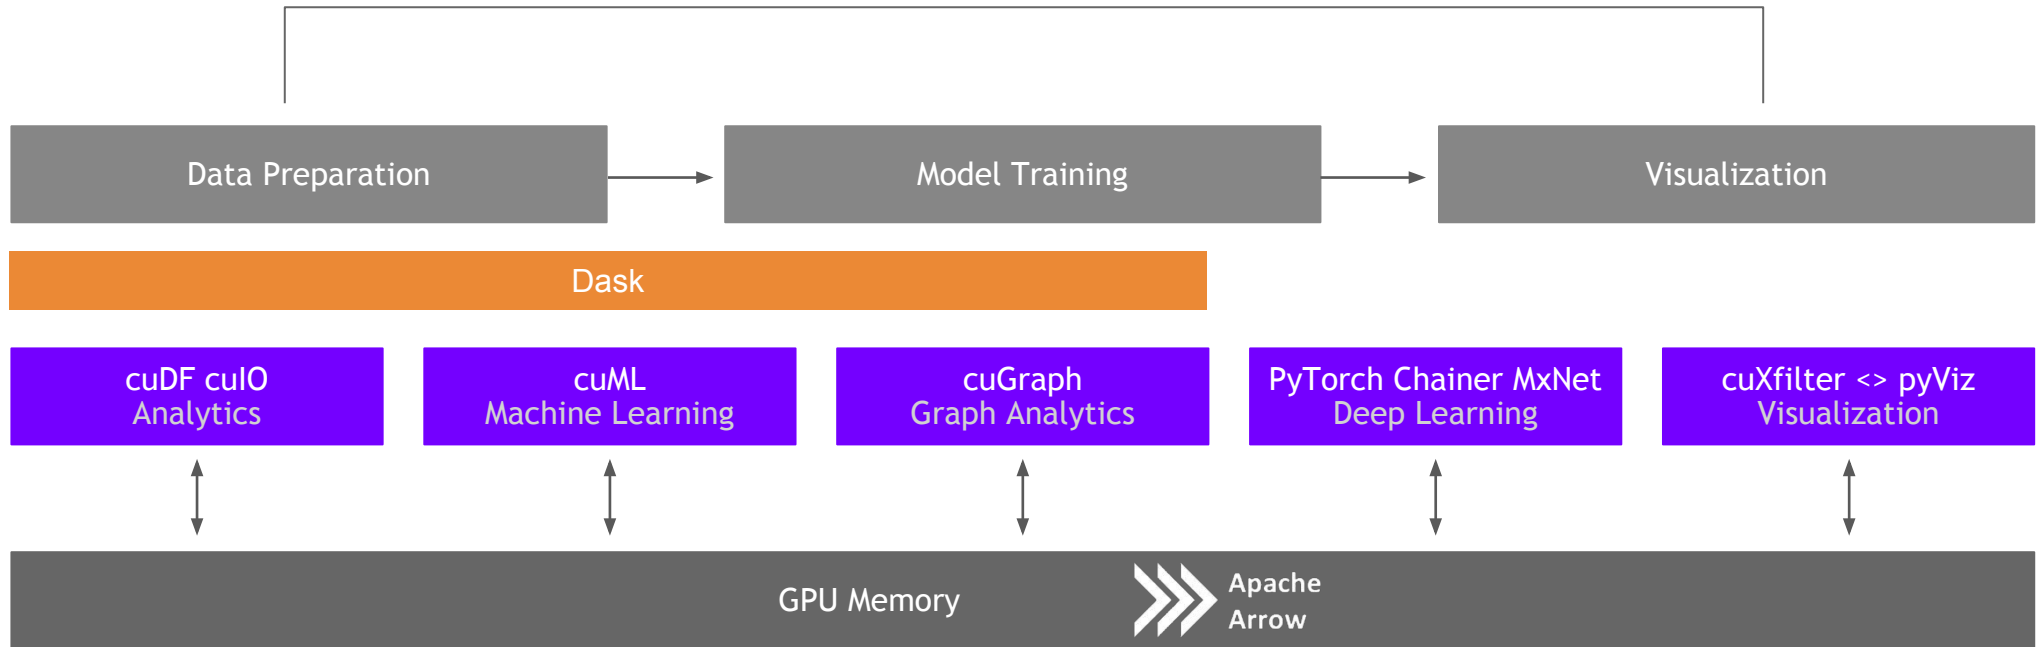 Data Preparation
Model Training
Visualization
Dask
cuDF cuIO
Analytics
cuML
Machine Learning
cuGraph
Graph Analytics
PyTorch Chainer MxNet
Deep Learning
cuXfilter <> pyViz
Visualization
GPU Memory
Apache
Arrow